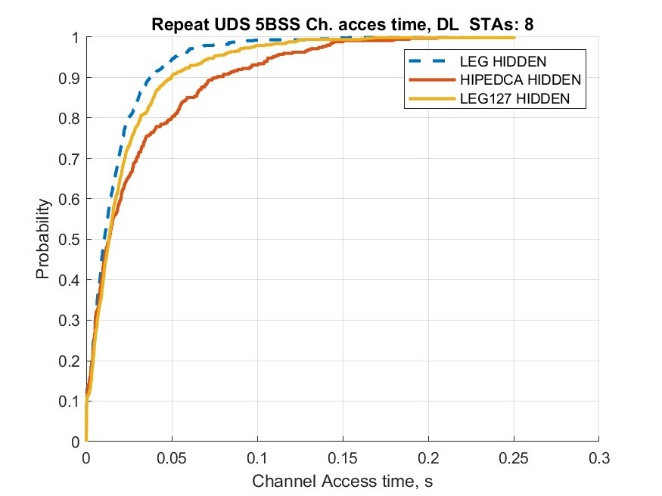 Repeat UDS 5BSS Ch. acces time, DL  STAs: 8
1
LEG HIDDEN
HIPEDCA HIDDEN
LEG127 HIDDEN
0.9
0.8
0.7
0.6
0.5
0.4
0.3
0.2
0.1
0
Probability
0 0.05 0.1 0.15 0.2 0.25 0.3
Channel Access time, s